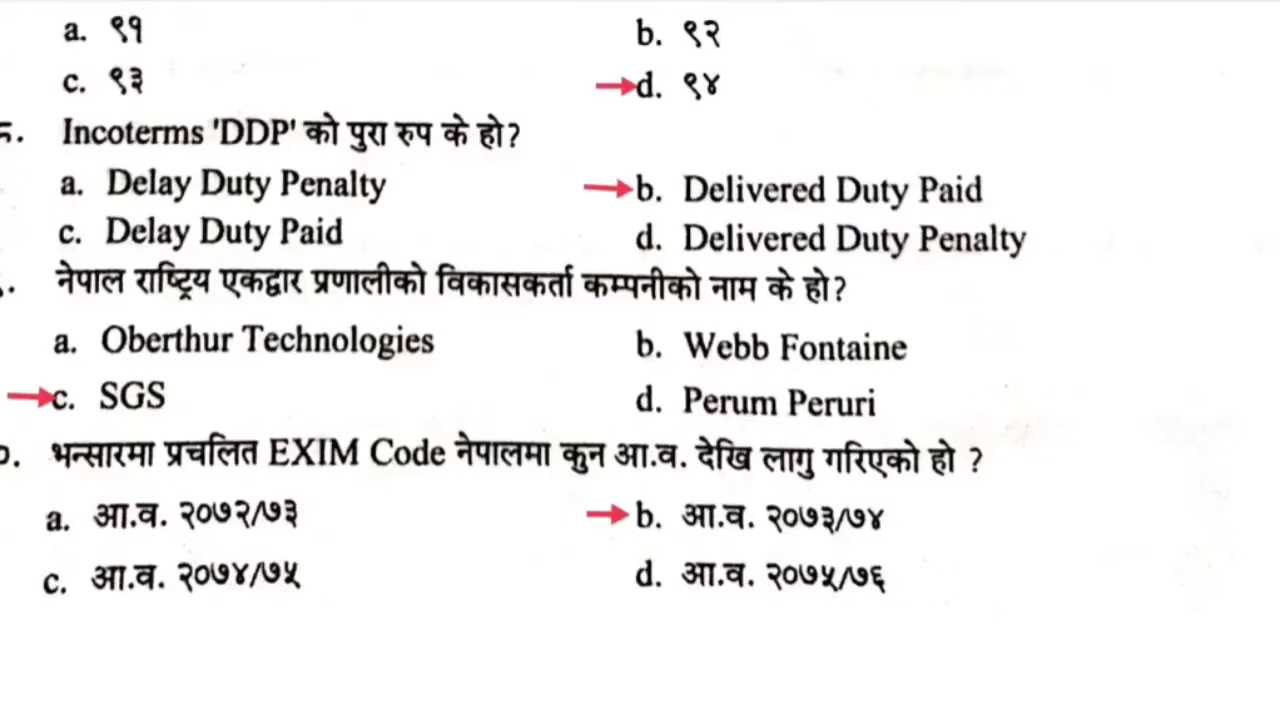 a. ९१ b. ९२
c. ९३ d. ९४
८. Incoterms 'DDP' को पुरा रुप के हो?
a. Delay Duty Penalty b. Delivered Duty Paid
c. Delay Duty Paid d. Delivered Duty Penalty
. नेपाल राष्ट्रिय एकद्वार प्रणालीको विकासकर्ता कम्पनीको नाम के हो?
a. Oberthur Technologies b. Webb Fontaine
c. SGS d. Perum Peruri
०. भन्सारमा प्रचलित EXIM Code नेपालमा कुन आ.व. देखि लागु गरिएको हो ?
a. आ.व. २०७२/७३ b. आ.व. २०७३/७४
c. आ.व. २०७४/७५ d. आ.व. २०७५/७६